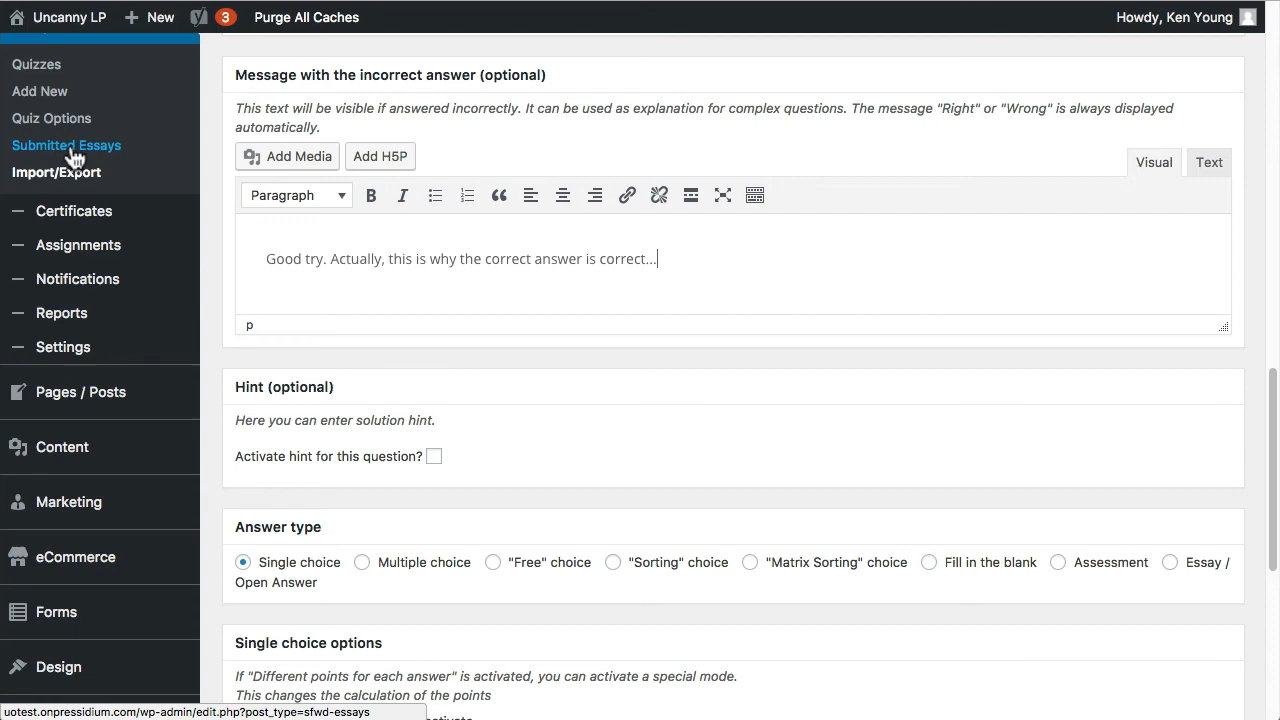 Uncanny LP
New
3
Purge All Caches
Howdy, Ken Young
Quizzes
Add New
Quiz Options
Submitted Essays
Import/Export
Certificates
Assignments
Notifications
Reports
Settings
Pages / Posts
Content
Marketing
eCommerce
Forms
Design
uotest.onpressidium.com/wp-admin/edit.php?post_type=sfwd-essays
Message with the incorrect answer (optional)
This text will be visible if answered incorrectly. It can be used as explanation for complex questions. The message "Right" or "Wrong" is always displayed
automatically.
Add Media
Add H5P
Visual
Text
Paragraph
B
I
Good try. Actually, this is why the correct answer is correct...
p
Hint (optional)
Here you can enter solution hint.
Activate hint for this question?
Answer type
Single choice Multiple choice "Free" choice "Sorting" choice "Matrix Sorting" choice Fill in the blank Assessment Essay /
Open Answer
Single choice options
If "Different points for each answer" is activated, you can activate a special mode.
This changes the calculation of the points